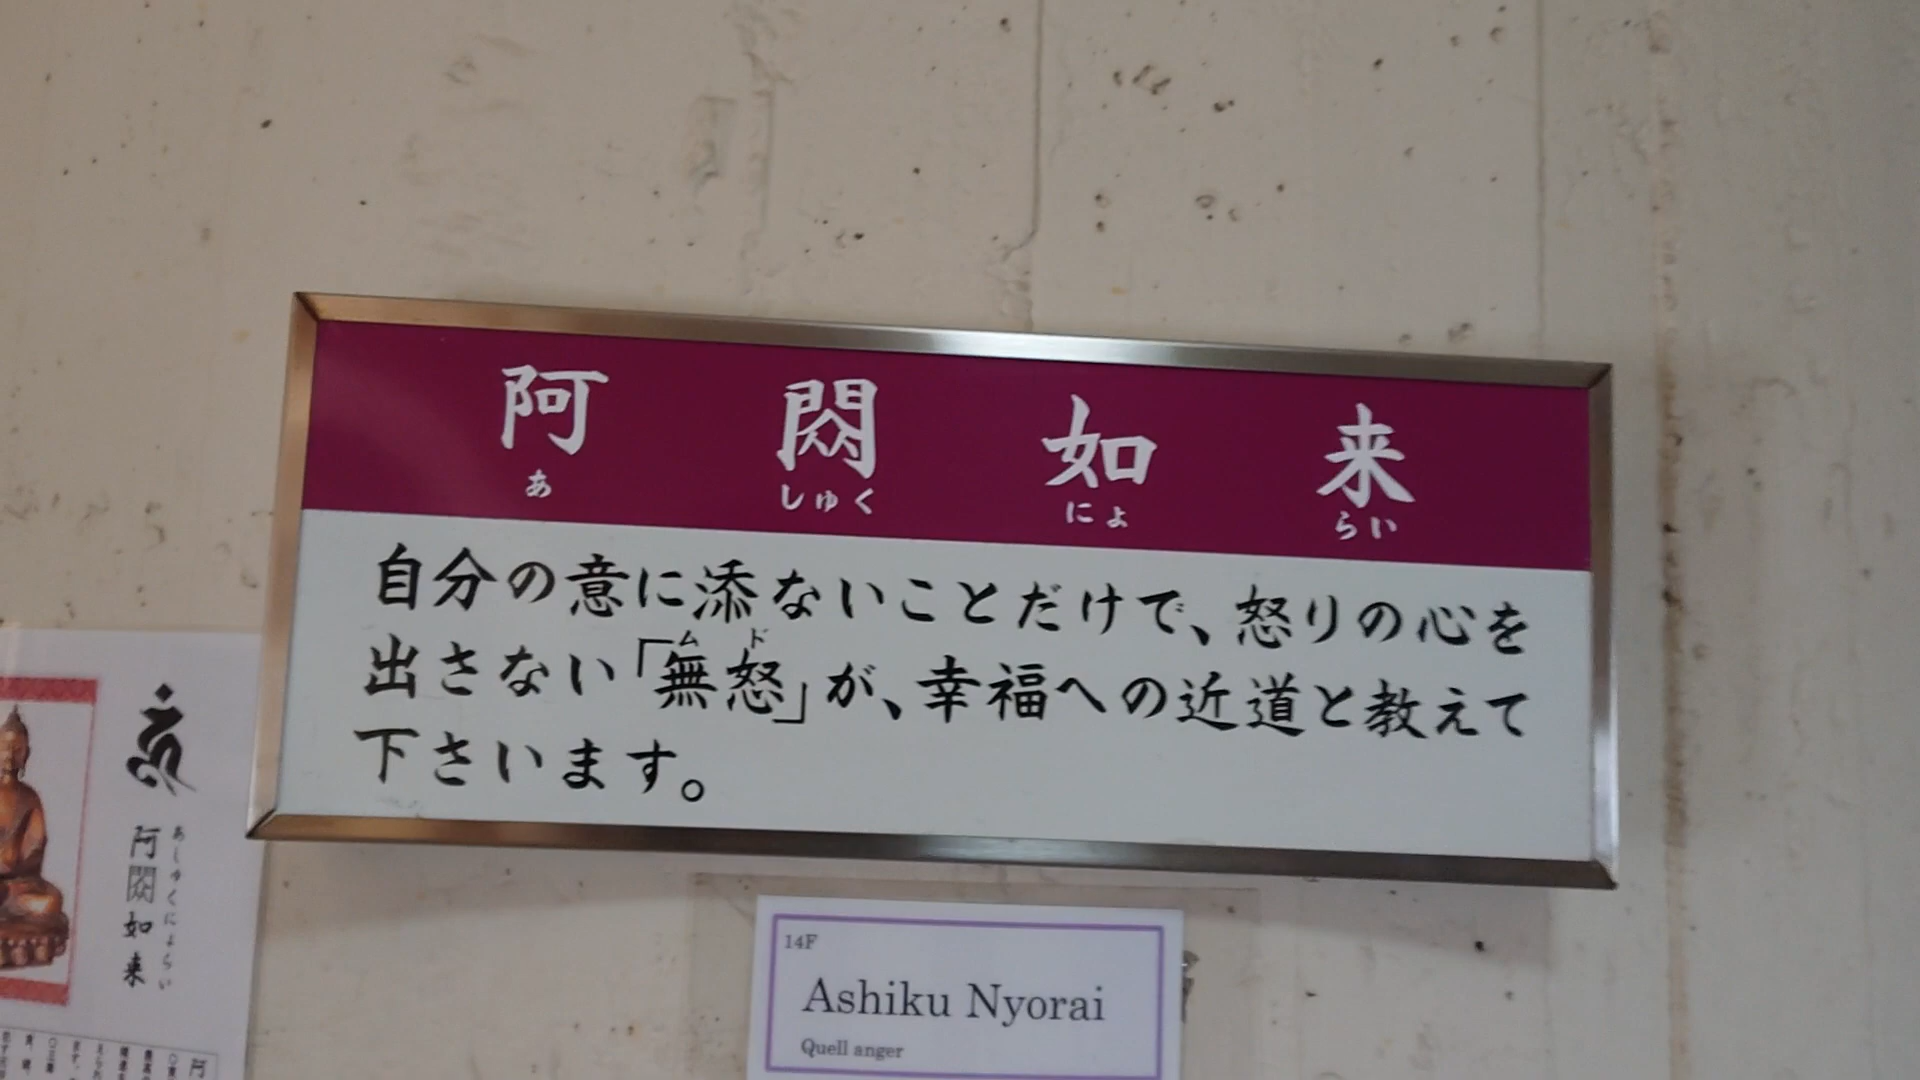 阿閦如来
あ しゅく にょ らい
自分の意に添ないことだけで、怒りの心を
ム ド
出さない「無怒」が、幸福への近道と教えて
下さいます。
あしゅくにょらい
阿閦如来
14F
Ashiku Nyorai
Quell anger